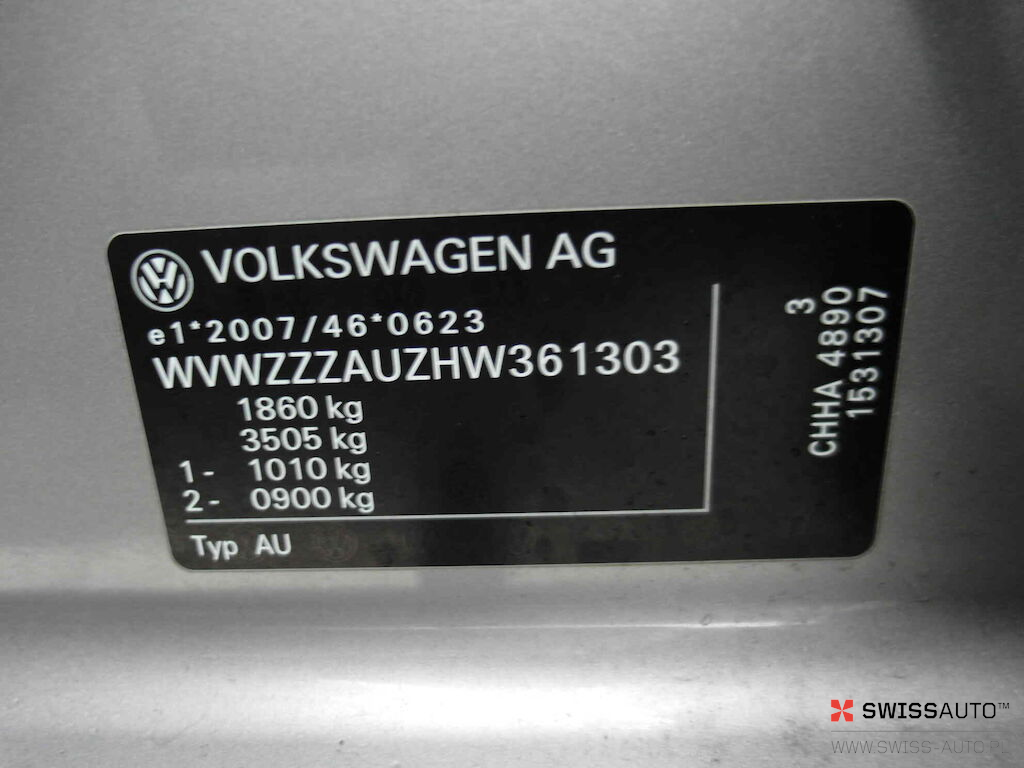 VOLKSWAGEN AG
e1*2007/46*0623
WVWZZZAUZHW361303
1860 kg
3505 kg
1- 1010 kg
2- 0900 kg
Typ AU
3
CHHA 4890
1531307
SWISSAUTO™
WWW.SWISS-AUTO.PL